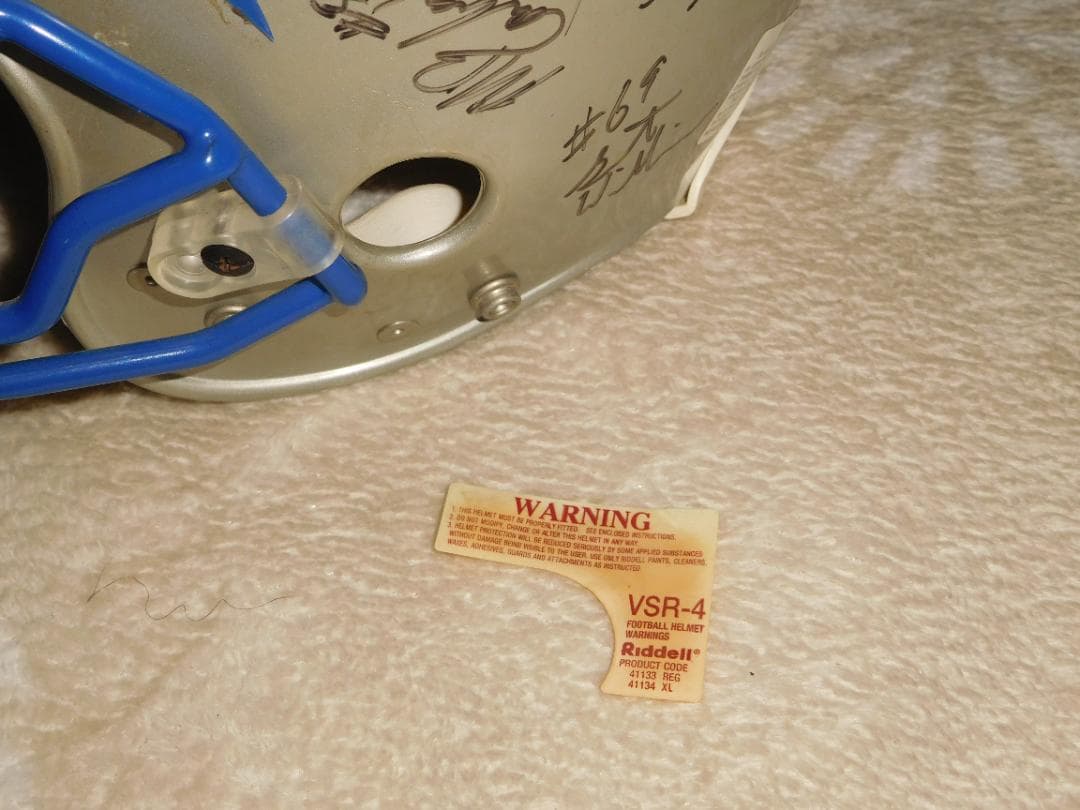 #69
WARNING
1. THIS HELMET MUST BE PROPERLY FITTED. SEE ENCLOSED INSTRUCTIONS.
2. DO NOT MODIFY, CHANGE OR ALTER THIS HELMET IN ANY WAY.
3. HELMET PROTECTION WILL BE REDUCED SERIOUSLY BY SOME APPLIED SUBSTANCES
WITHOUT DAMAGE BEING VISIBLE TO THE USER. USE ONLY RIDDELL PAINTS, CLEANERS,
WAXES, ADHESIVES, GUARDS AND ATTACHMENTS AS INSTRUCTED.
VSR-4
FOOTBALL HELMET
WARNINGS
Riddell®
PRODUCT CODE
41133 REG
41134 XL